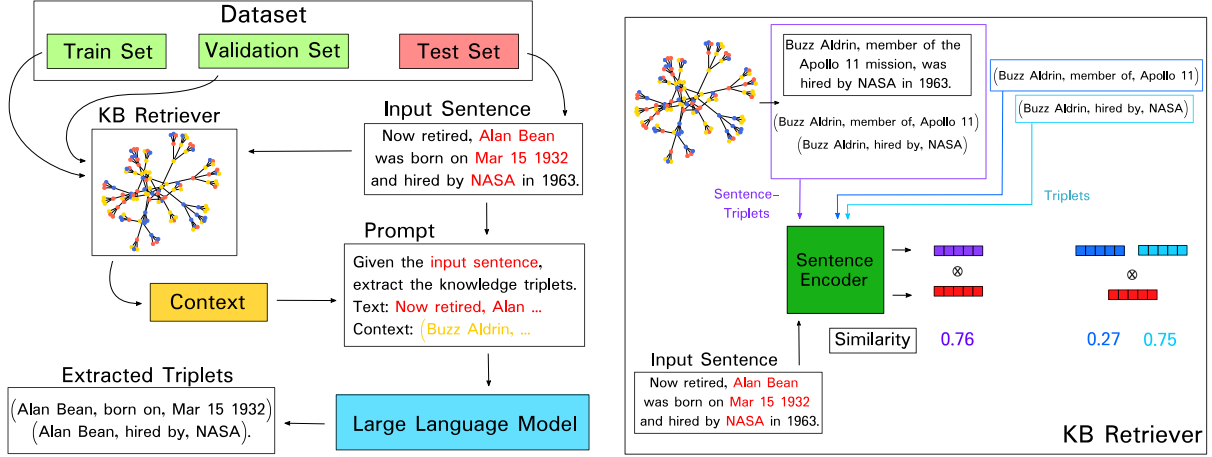 Dataset
Train Set
Validation Set
Test Set
KB Retriever
Input Sentence
Now retired, Alan Bean
was born on Mar 15 1932
and hired by NASA in 1963.
Prompt
Given the input sentence,
extract the knowledge triplets.
Text: Now retired, Alan ...
Context: (Buzz Aldrin, ...
Context
Extracted Triplets
(Alan Bean, born on, Mar 15 1932)
(Alan Bean, hired by, NASA).
Large Language Model
Buzz Aldrin, member of the
Apollo 11 mission, was
hired by NASA in 1963.
(Buzz Aldrin, member of, Apollo 11)
(Buzz Aldrin, hired by, NASA)
(Buzz Aldrin, member of, Apollo 11)
(Buzz Aldrin, hired by, NASA)
Sentence-
Triplets
Triplets
Sentence
Encoder
⊗
⊗
Similarity
0.76
0.27
0.75
Input Sentence
Now retired, Alan Bean
was born on Mar 15 1932
and hired by NASA in 1963.
KB Retriever